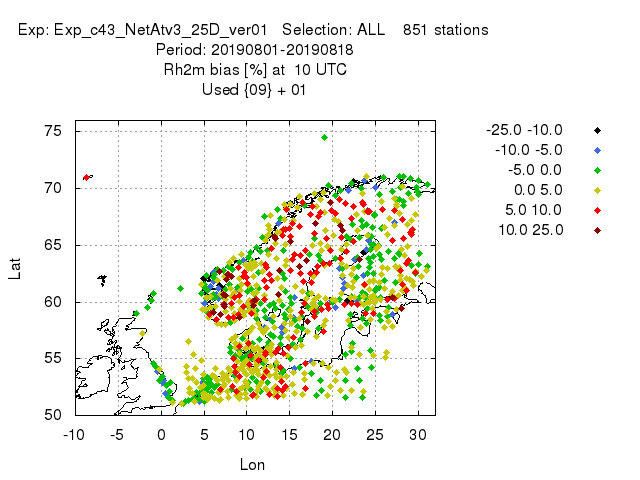 Exp: Exp_c43_NetAtv3_25D_ver01 Selection: ALL 851 stations
Period: 20190801-20190818
Rh2m bias [%] at 10 UTC
Used {09} + 01
-25.0 -10.0
-10.0 -5.0
-5.0 0.0
0.0 5.0
5.0 10.0
10.0 25.0
75
70
65
60
55
50
Lat
-10 -5 0 5 10 15 20 25 30
Lon